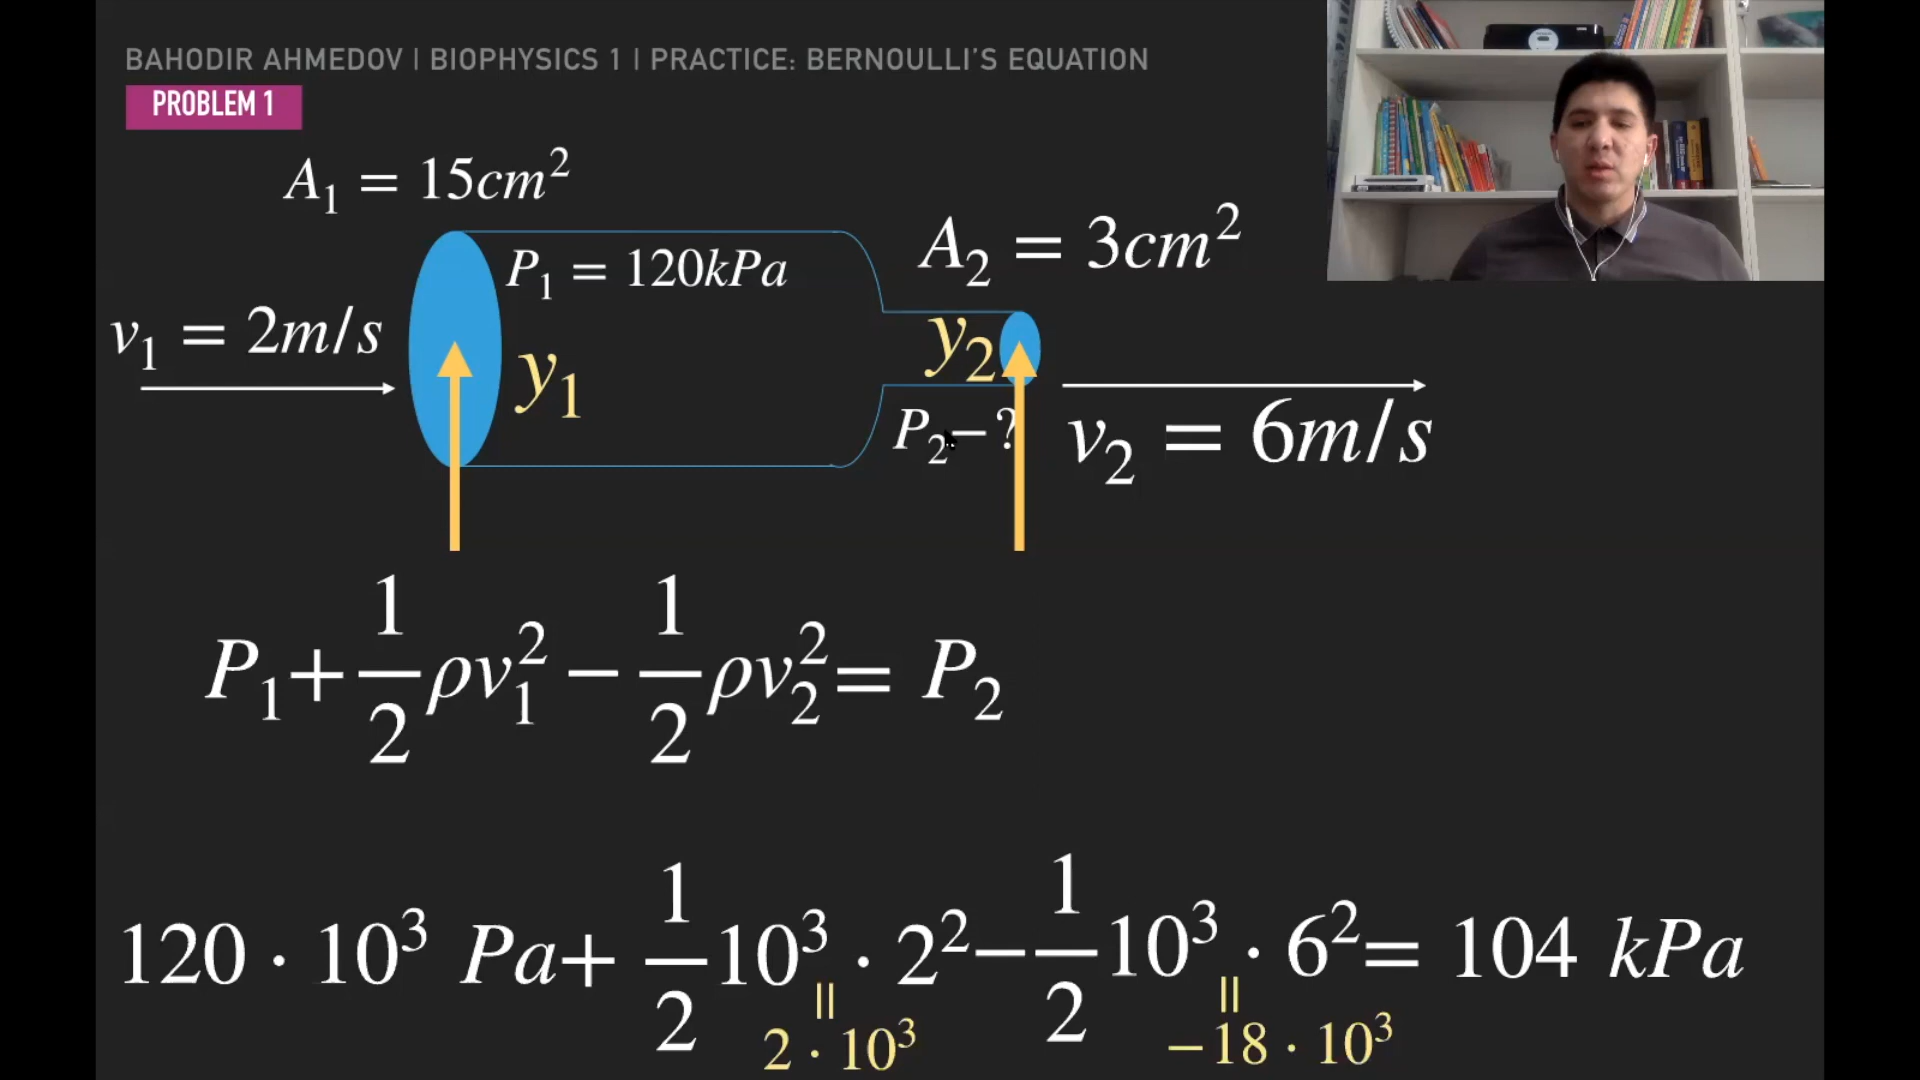 BAHODIR AHMEDOV | BIOPHYSICS 1 | PRACTICE: BERNOULLI'S EQUATION
PROBLEM 1
A₁ = 15cm²
A₂ = 3cm²
P₁ = 120kPa
v₁ = 2m/s
y₁
y₂
P₂−?
v₂ = 6m/s
P₁+½ρv₁² − ½ρv₂² = P₂
120 · 10³ Pa+ ½10³ · 2² − ½10³ · 6² = 104 kPa
= 2 · 10³
= −18 · 10³